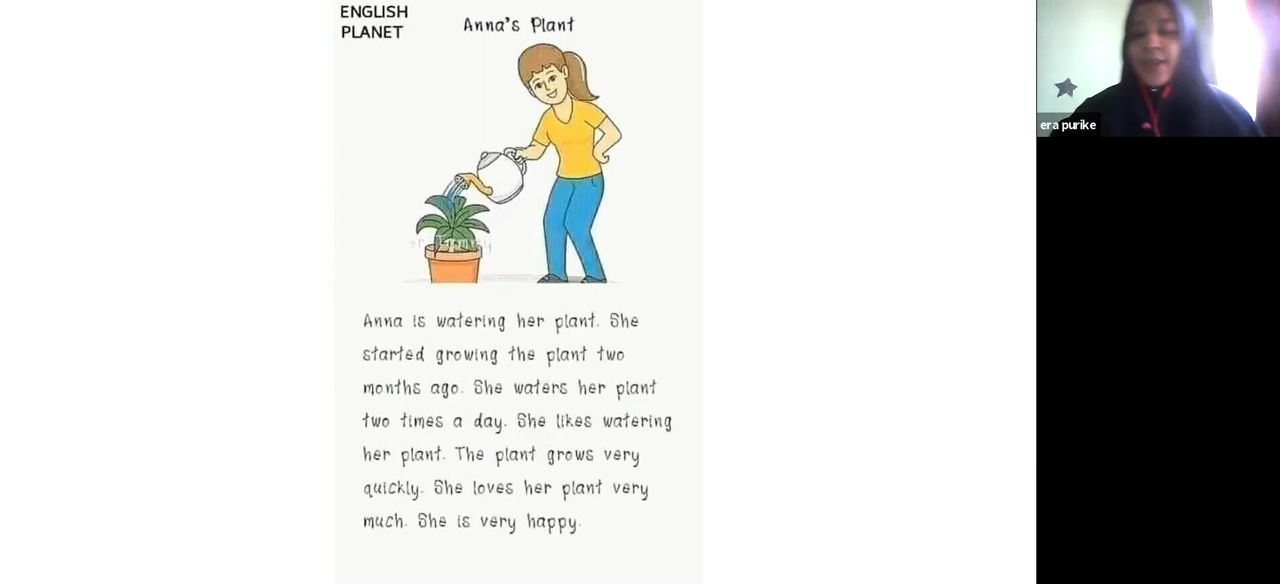 ENGLISH
PLANET
Anna's Plant
Anna is watering her plant. She
started growing the plant two
months ago. She waters her plant
two times a day. She likes watering
her plant. The plant grows very
quickly. She loves her plant very
much. She is very happy.
era purike